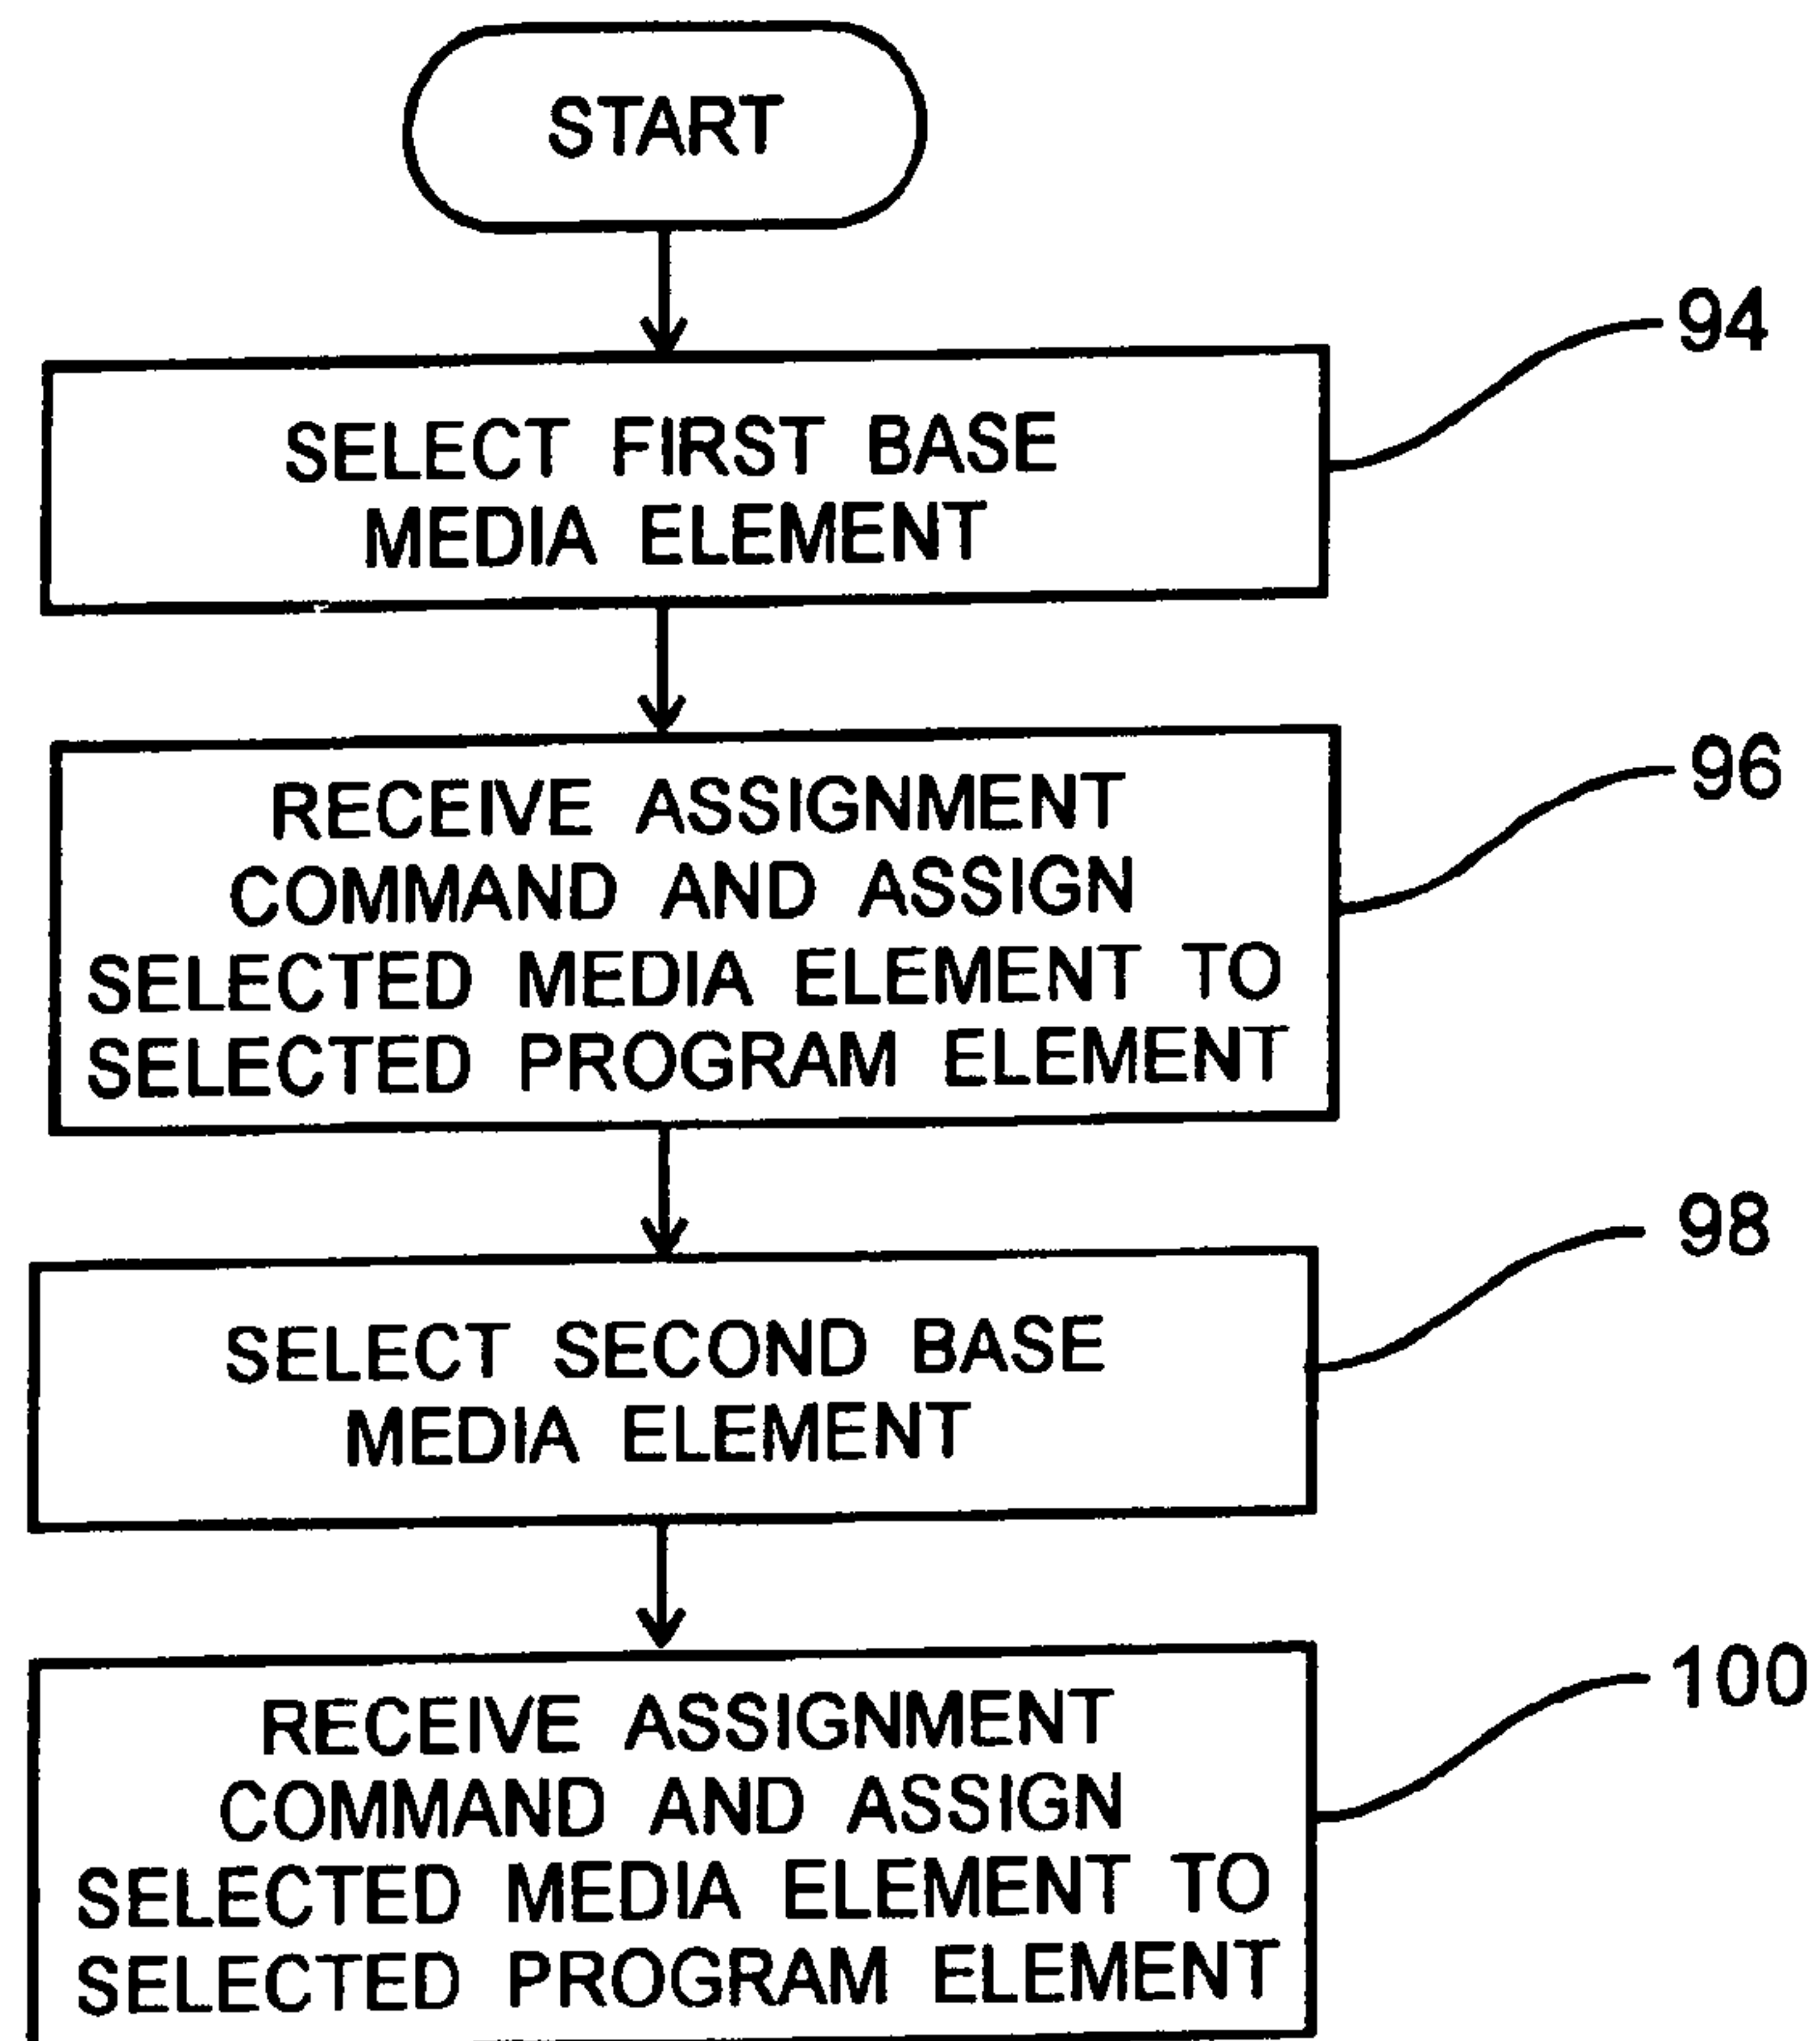 START
94
SELECT FIRST BASE
MEDIA ELEMENT
96
RECEIVE ASSIGNMENT
COMMAND AND ASSIGN
SELECTED MEDIA ELEMENT TO
SELECTED PROGRAM ELEMENT
98
SELECT SECOND BASE
MEDIA ELEMENT
100
RECEIVE ASSIGNMENT
COMMAND AND ASSIGN
SELECTED MEDIA ELEMENT TO
SELECTED PROGRAM ELEMENT